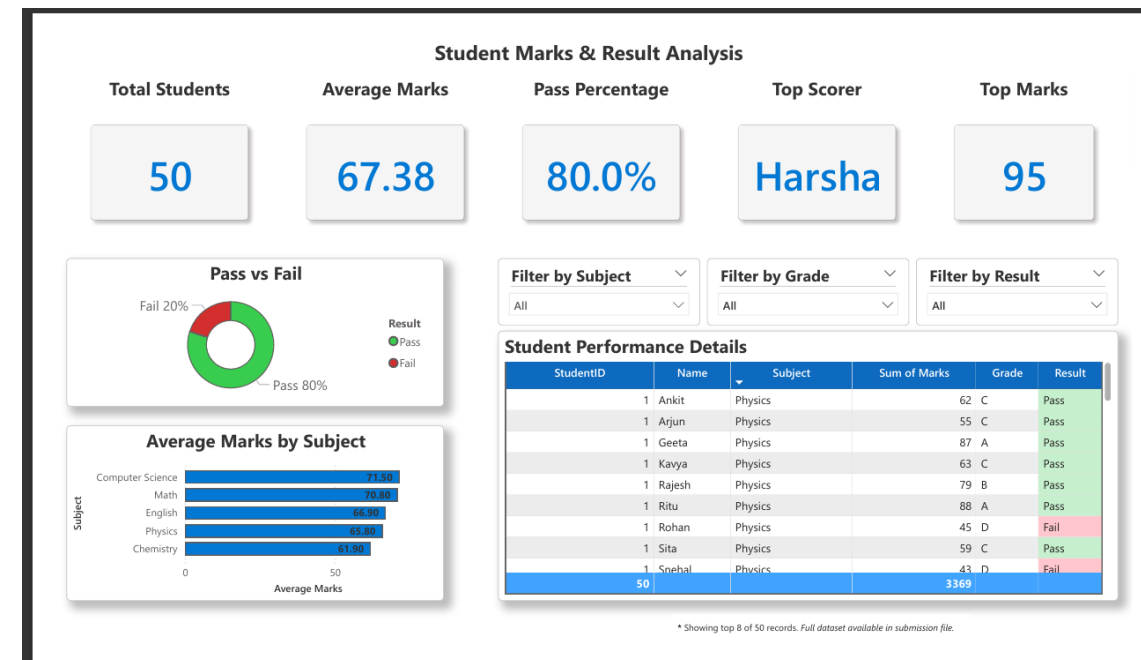 Student Marks & Result Analysis
Total Students Average Marks Pass Percentage Top Scorer Top Marks
50 67.38 80.0% Harsha 95
Pass vs Fail
Fail 20%
Pass 80%
Result
Pass
Fail
Average Marks by Subject
Subject
Computer Science 71.50
Math 70.80
English 66.90
Physics 65.80
Chemistry 61.90
0 50
Average Marks
Filter by Subject Filter by Grade Filter by Result
All All All
Student Performance Details
StudentID Name Subject Sum of Marks Grade Result
1 Ankit Physics 62 C Pass
1 Arjun Physics 55 C Pass
1 Geeta Physics 87 A Pass
1 Kavya Physics 63 C Pass
1 Rajesh Physics 79 B Pass
1 Ritu Physics 88 A Pass
1 Rohan Physics 45 D Fail
1 Sita Physics 59 C Pass
1 Snehal Physics 43 D Fail
50 3369
* Showing top 8 of 50 records. Full dataset available in submission file.